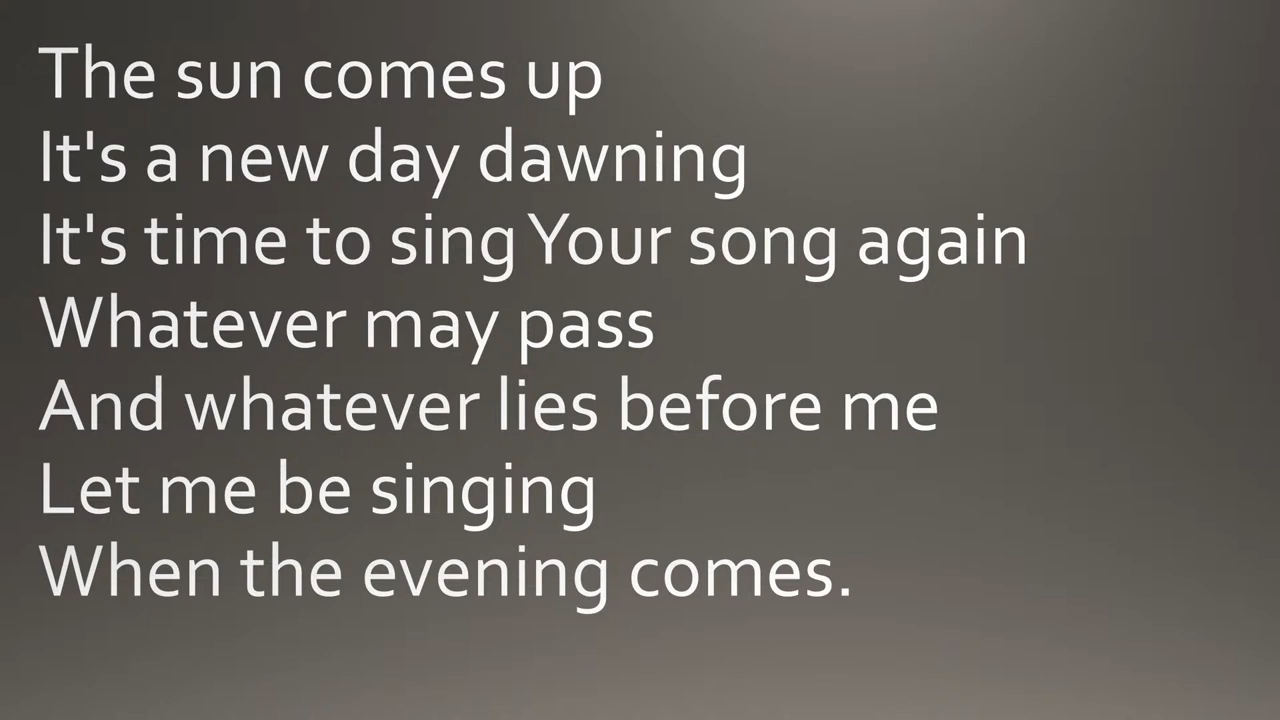 The sun comes up
It's a new day dawning
It's time to sing Your song again
Whatever may pass
And whatever lies before me
Let me be singing
When the evening comes.